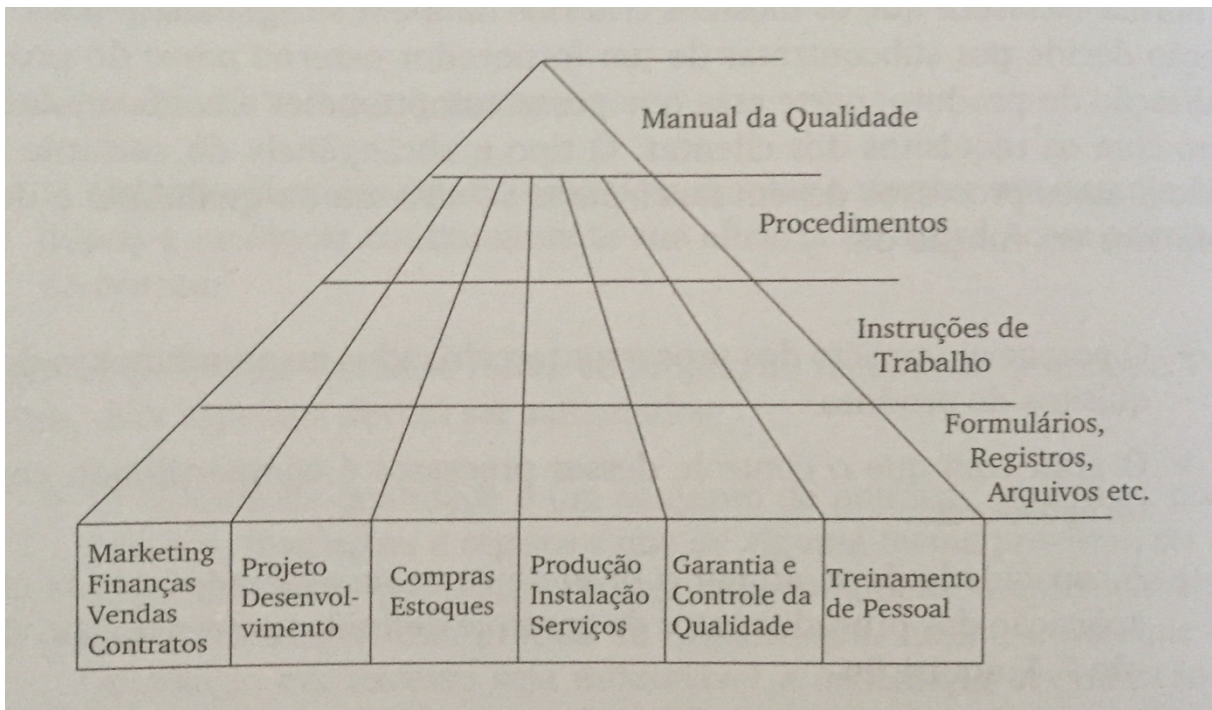 Manual da Qualidade
Procedimentos
Instruções de
Trabalho
Formulários,
Registros,
Arquivos etc.
Marketing
Finanças
Vendas
Contratos
Projeto
Desenvol-
vimento
Compras
Estoques
Produção
Instalação
Serviços
Garantia e
Controle da
Qualidade
Treinamento
de Pessoal